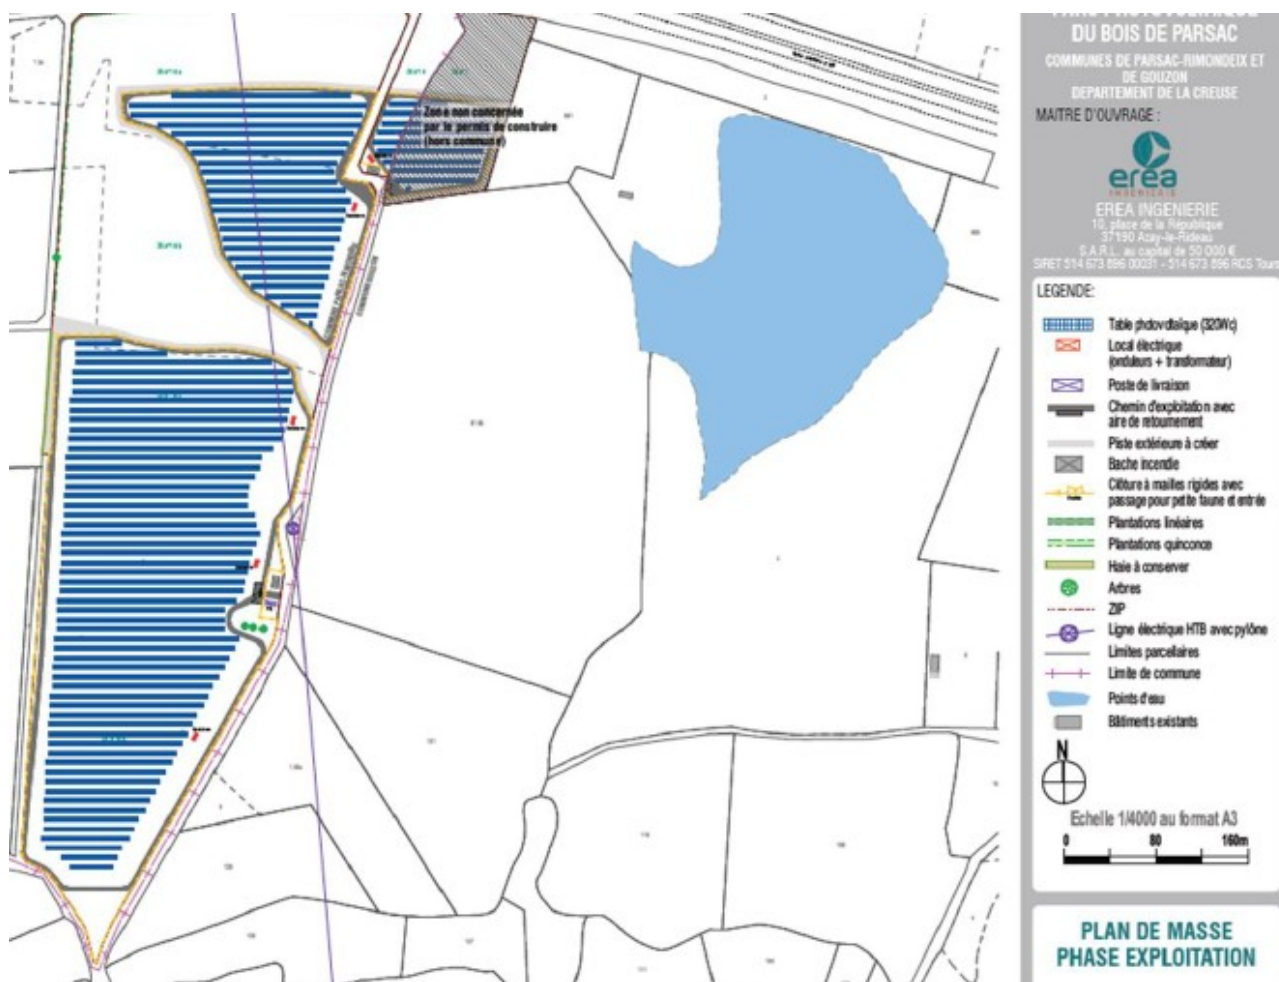 DU BOIS DE PARSAC
COMMUNES DE PARSAC-RIMONDEIX ET
DE GOUZON
DEPARTEMENT DE LA CREUSE
MAITRE D'OUVRAGE :
erea
INGENIERIE
EREA INGENIERIE
10, place de la République
37190 Azay-le-Rideau
S.A.R.L. au capital de 50 000 €
SIRET 514 673 896 00031 - 514 673 896 RCS Tours
LEGENDE:
Table photovoltaïque (320Wc)
Local électrique
(onduleurs + transformateur)
Poste de livraison
Chemin d'exploitation avec
aire de retournement
Piste extérieure à créer
Bache incendie
Clôture à mailles rigides avec
passage pour petite faune et entrée
Plantations linéaires
Plantations quinconce
Haie à conserver
Arbres
ZIP
Ligne électrique HTB avec pylône
Limites parcellaires
Limite de commune
Points d'eau
Bâtiments existants
N
Echelle 1/4000 au format A3
0 80 160m
PLAN DE MASSE
PHASE EXPLOITATION
Zone non concernée
par le permis de construire
(hors commune)